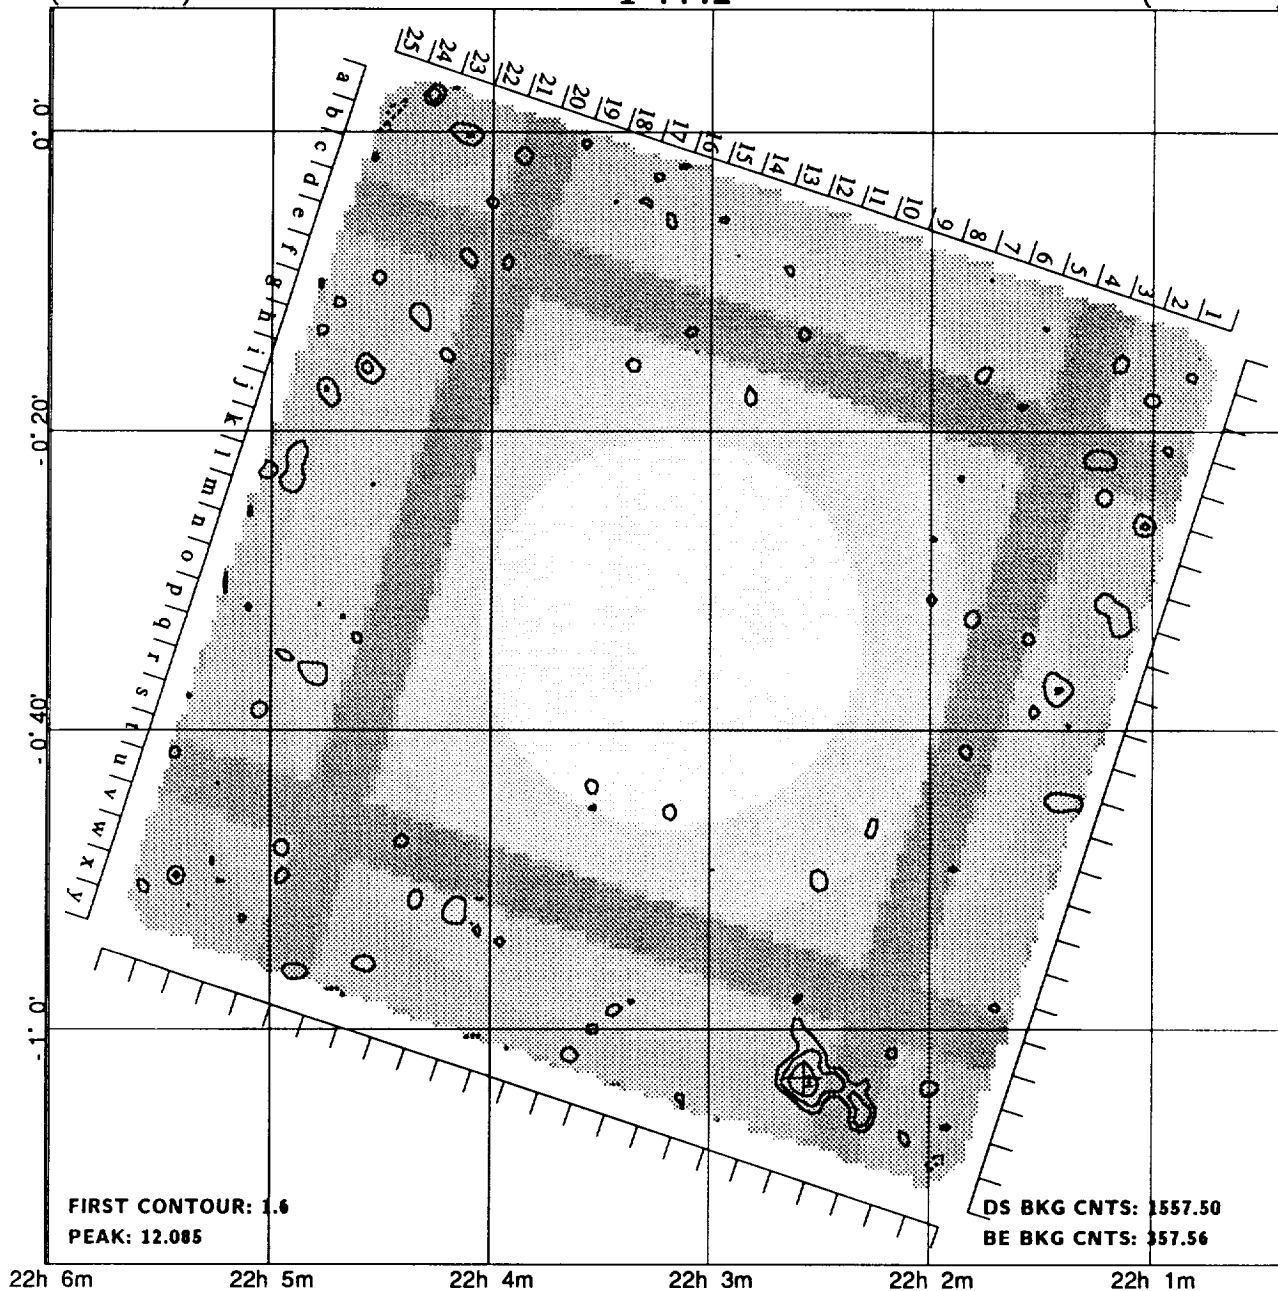 25 24 23 22 21 20 19 18 17 16 15 14 13 12 11 10 9 8 7 6 5 4 3 2 1
a b c d e f g h i j k l m n o p q r s t u v w x y
0° 0'
-0° 20'
-0° 40'
-1° 0'
FIRST CONTOUR: 1.6
PEAK: 12.085
DS BKG CNTS: 1557.50
BE BKG CNTS: 357.56
22h 6m 22h 5m 22h 4m 22h 3m 22h 2m 22h 1m